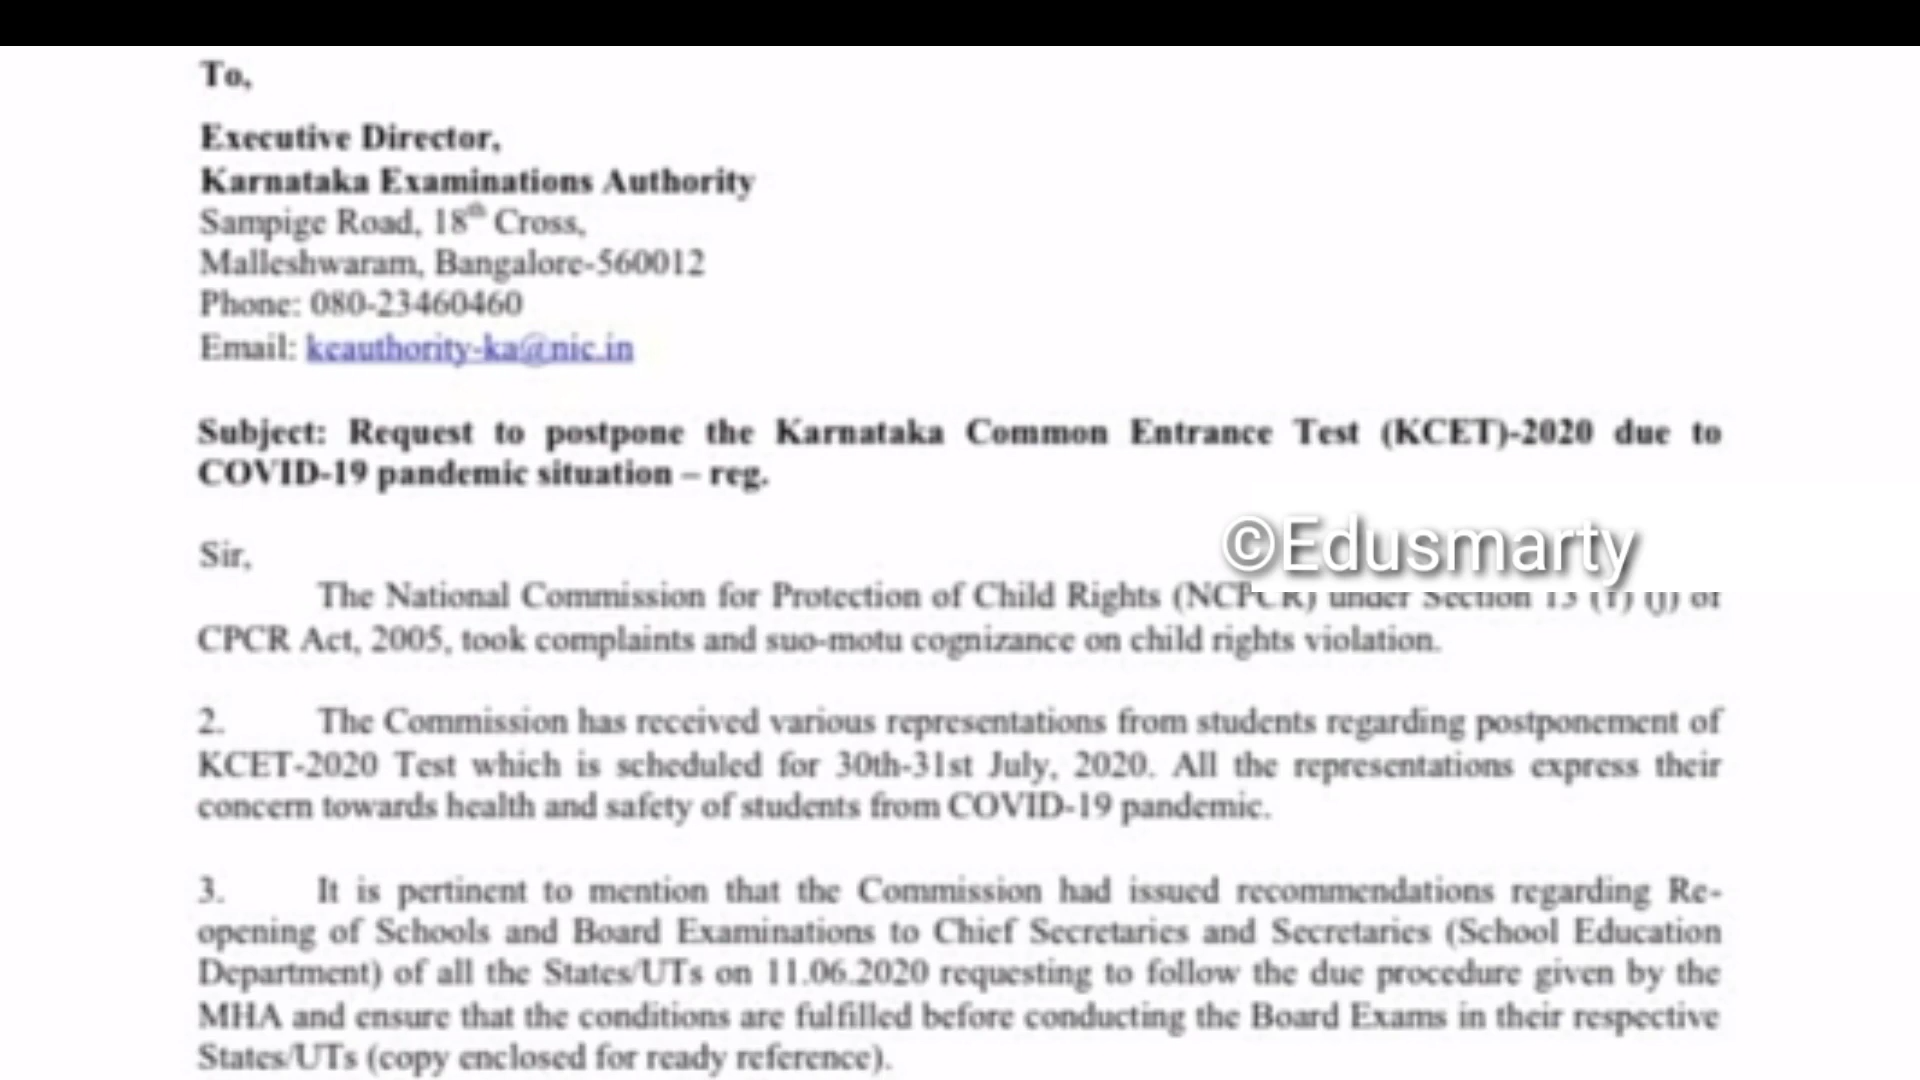 To,
Executive Director,
Karnataka Examinations Authority
Sampige Road, 18th Cross,
Malleshwaram, Bangalore-560012
Phone: 080-23460460
Email: keauthority-ka@nic.in
Subject: Request to postpone the Karnataka Common Entrance Test (KCET)-2020 due to
COVID-19 pandemic situation – reg.
©Edusmarty
Sir,
The National Commission for Protection of Child Rights (NCPCR) under Section 13 (1) (j) of
CPCR Act, 2005, took complaints and suo-motu cognizance on child rights violation.
2. The Commission has received various representations from students regarding postponement of
KCET-2020 Test which is scheduled for 30th-31st July, 2020. All the representations express their
concern towards health and safety of students from COVID-19 pandemic.
3. It is pertinent to mention that the Commission had issued recommendations regarding Re-
opening of Schools and Board Examinations to Chief Secretaries and Secretaries (School Education
Department) of all the States/UTs on 11.06.2020 requesting to follow the due procedure given by the
MHA and ensure that the conditions are fulfilled before conducting the Board Exams in their respective
States/UTs (copy enclosed for ready reference).